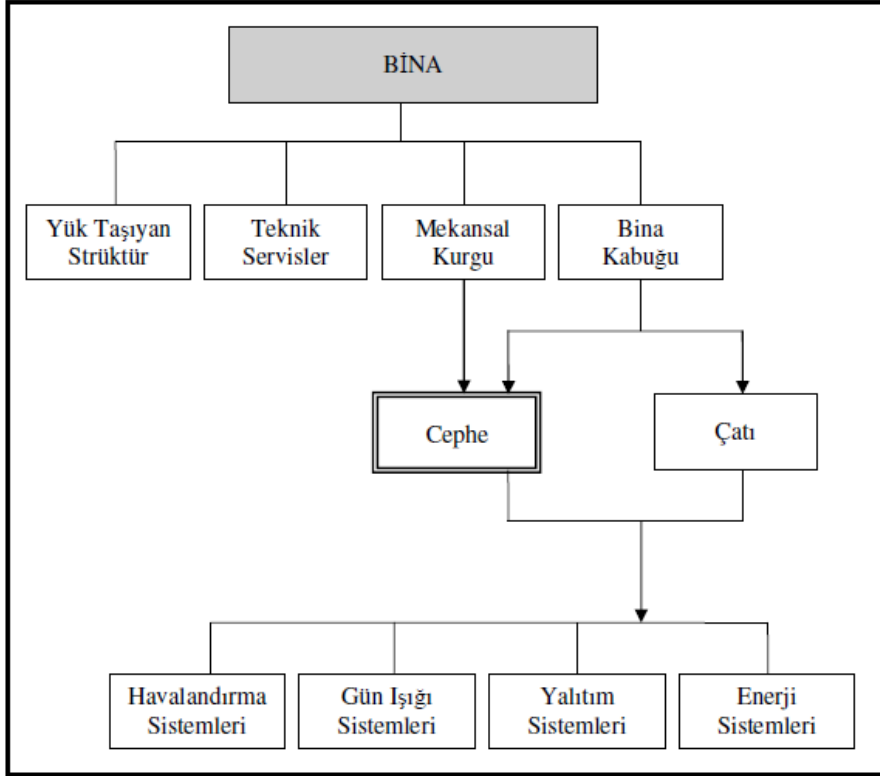 BİNA
Yük Taşıyan
Strüktür
Teknik
Servisler
Mekansal
Kurgu
Bina
Kabuğu
Cephe
Çatı
Havalandırma
Sistemleri
Gün Işığı
Sistemleri
Yalıtım
Sistemleri
Enerji
Sistemleri